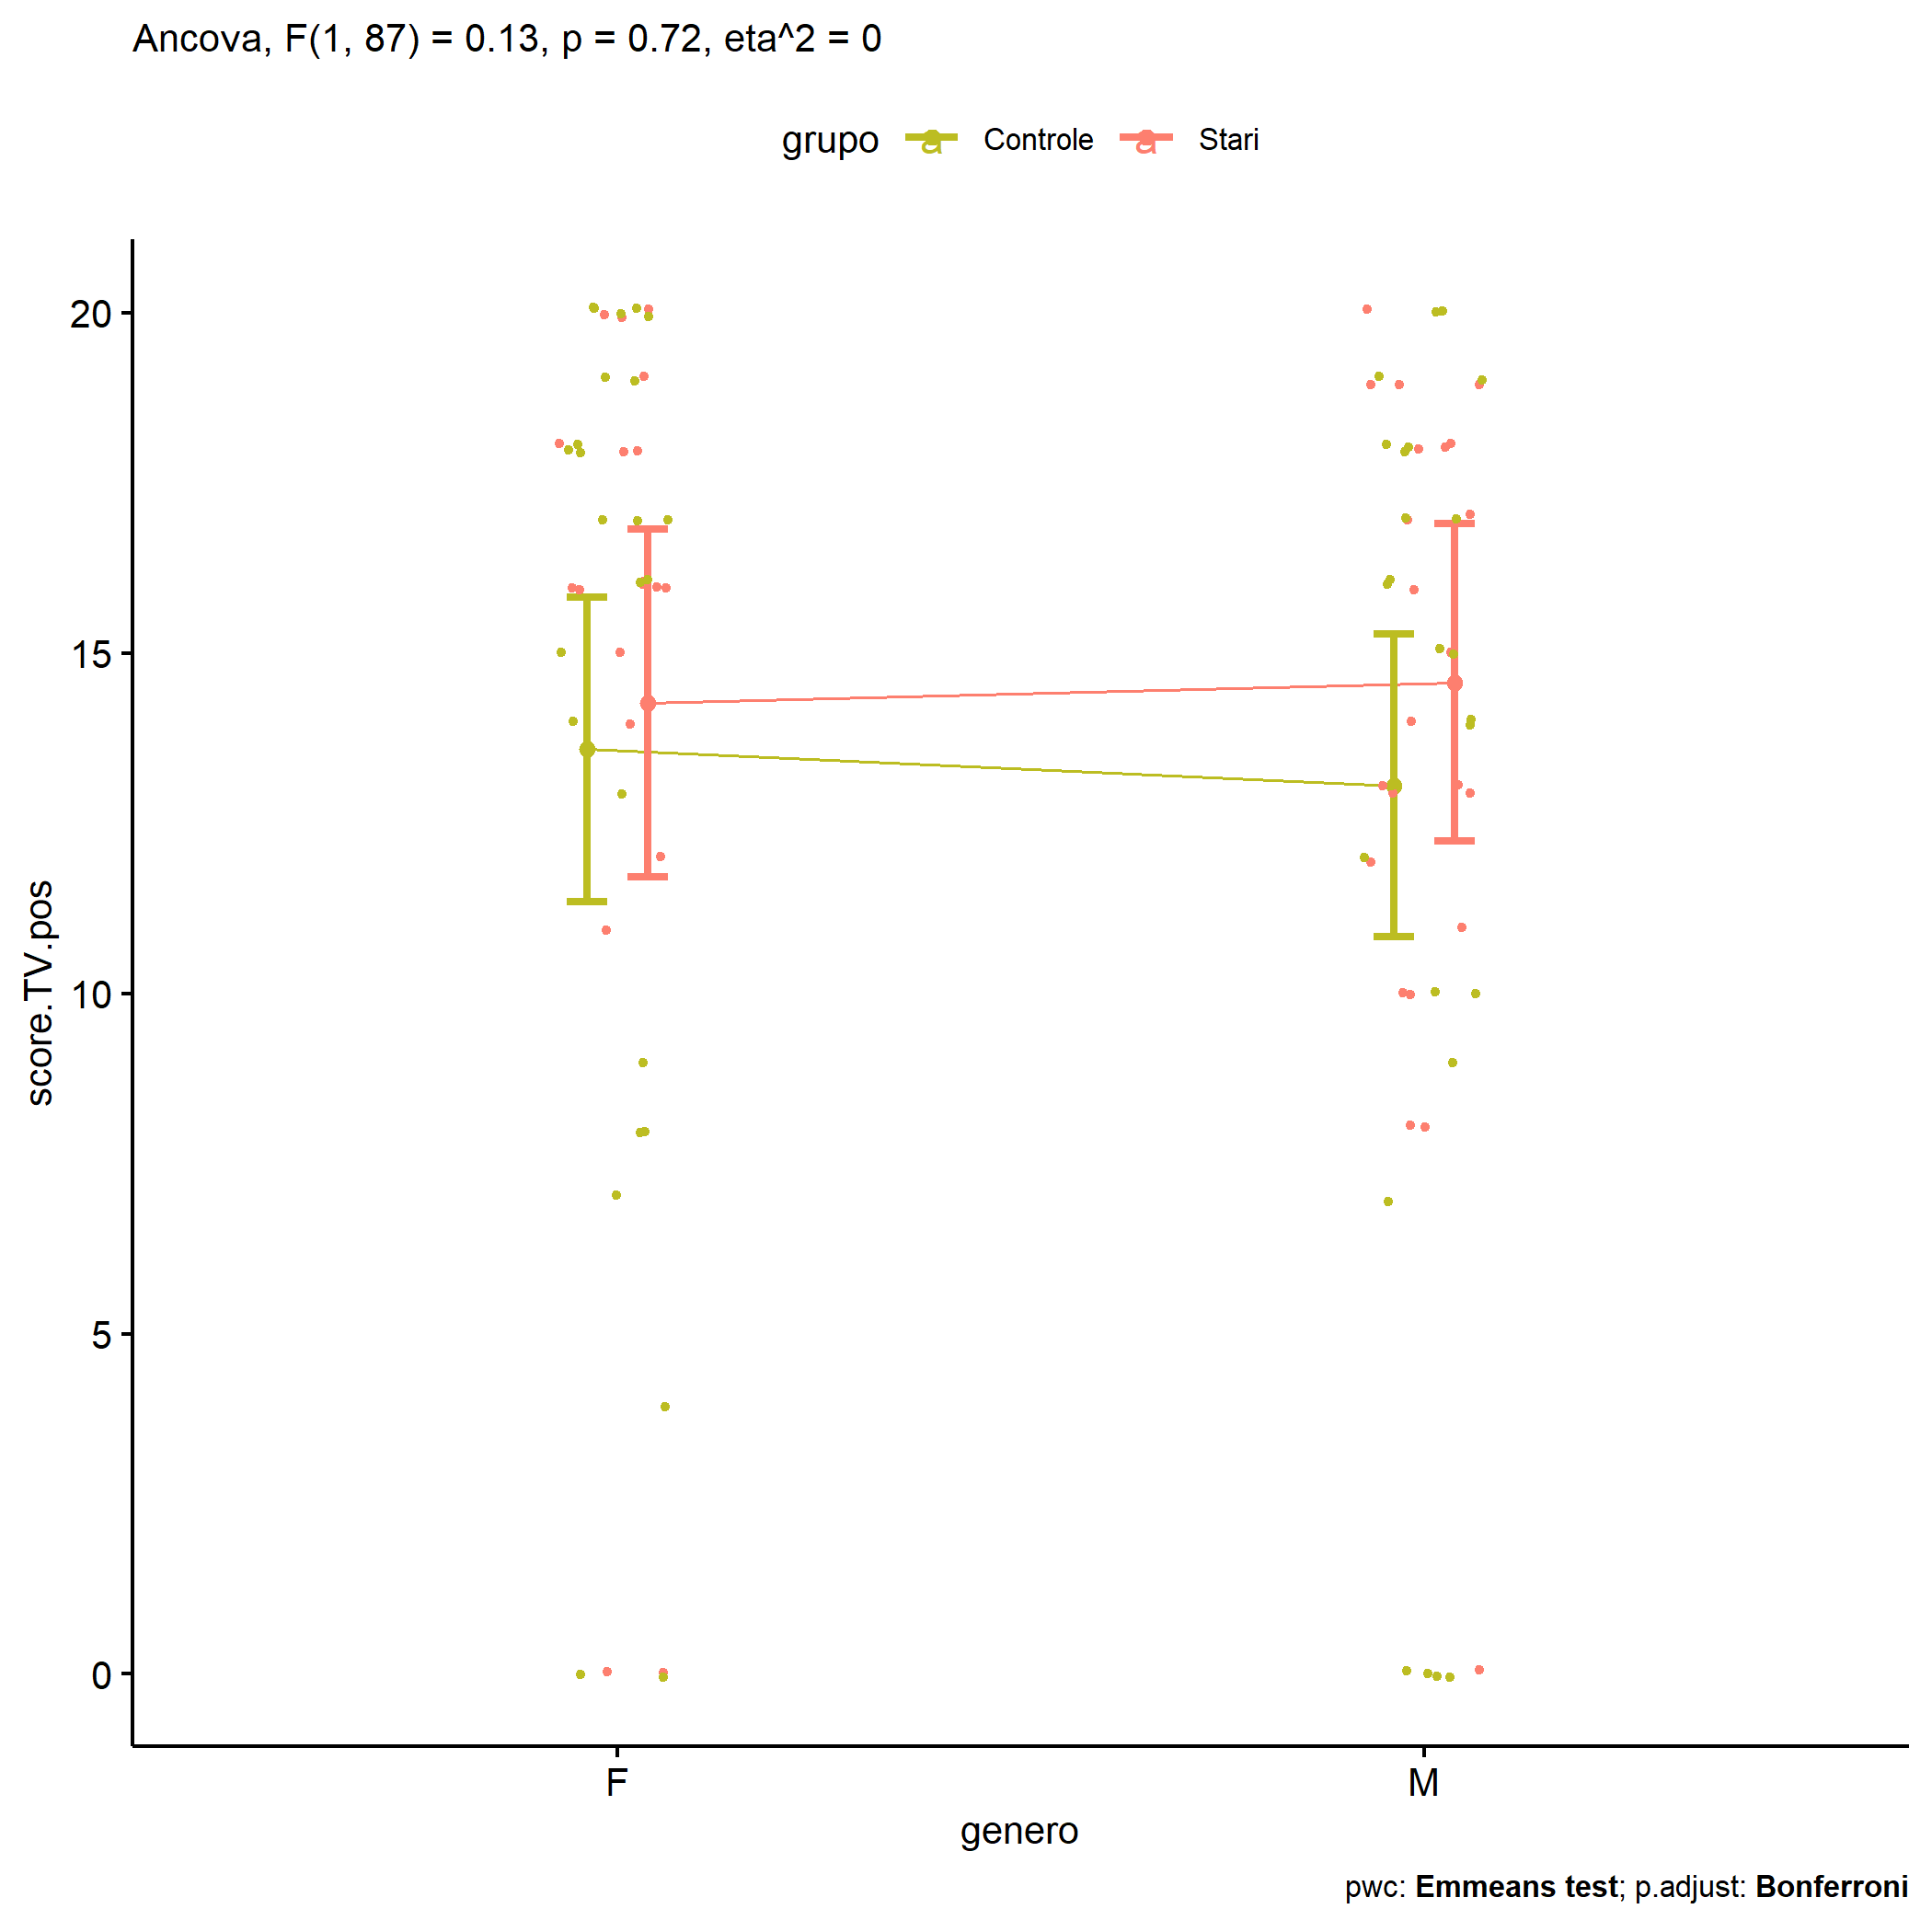 Ancova, F(1, 87) = 0.13, p = 0.72, eta^2 = 0
grupo a Controle a Stari
20
15
10
5
0
score.TV.pos
F M
genero
pwc: Emmeans test; p.adjust: Bonferroni